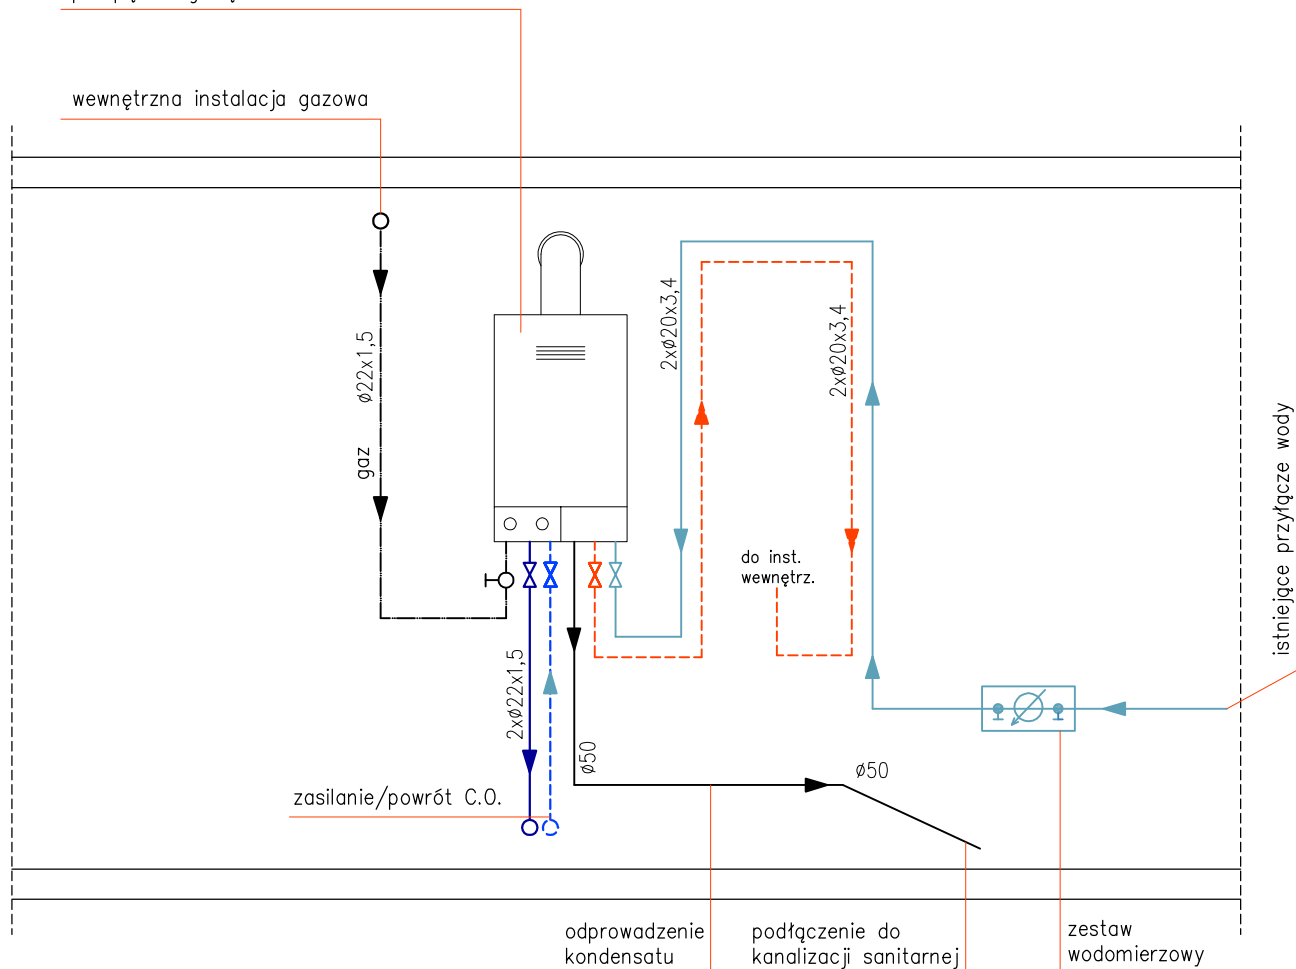 wewnętrzna instalacja gazowa
ø22x1,5
gaz
2xø20x3,4
2xø20x3,4
istniejące przyłącze wody
do inst.
wewnętrz.
2xø22x1,5
ø50
ø50
zasilanie/powrót C.O.
odprowadzenie
kondensatu
podłączenie do
kanalizacji sanitarnej
zestaw
wodomierzowy